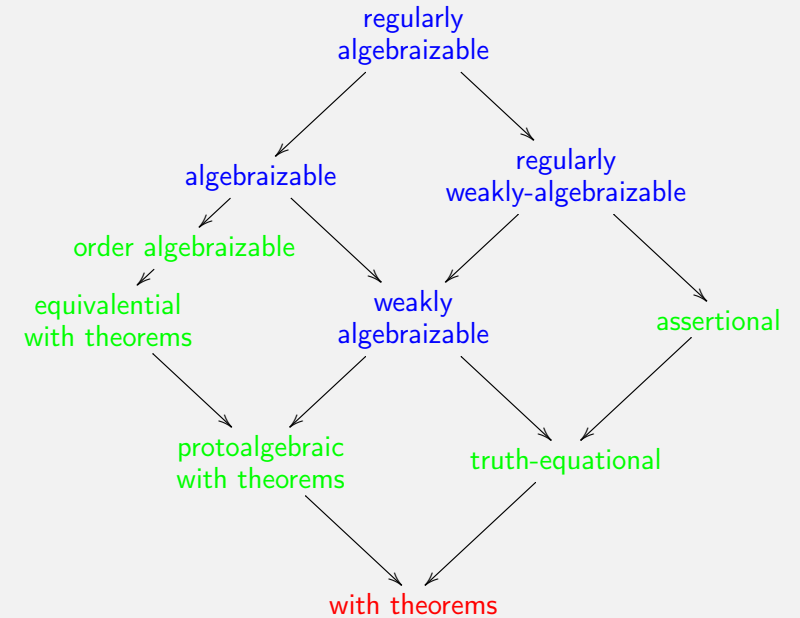 regularly
algebraizable
algebraizable
regularly
weakly-algebraizable
order algebraizable
equivalential
with theorems
weakly
algebraizable
assertional
protoalgebraic
with theorems
truth-equational
with theorems